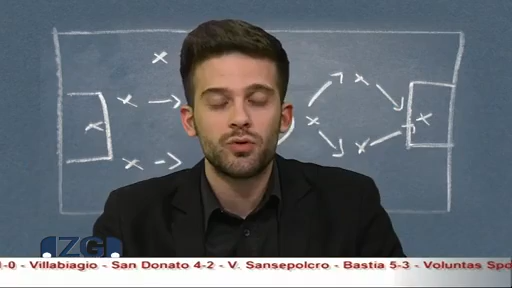 ZG
1-0 - Villabiagio - San Donato 4-2 - V. Sansepolcro - Bastia 5-3 - Voluntas Spo